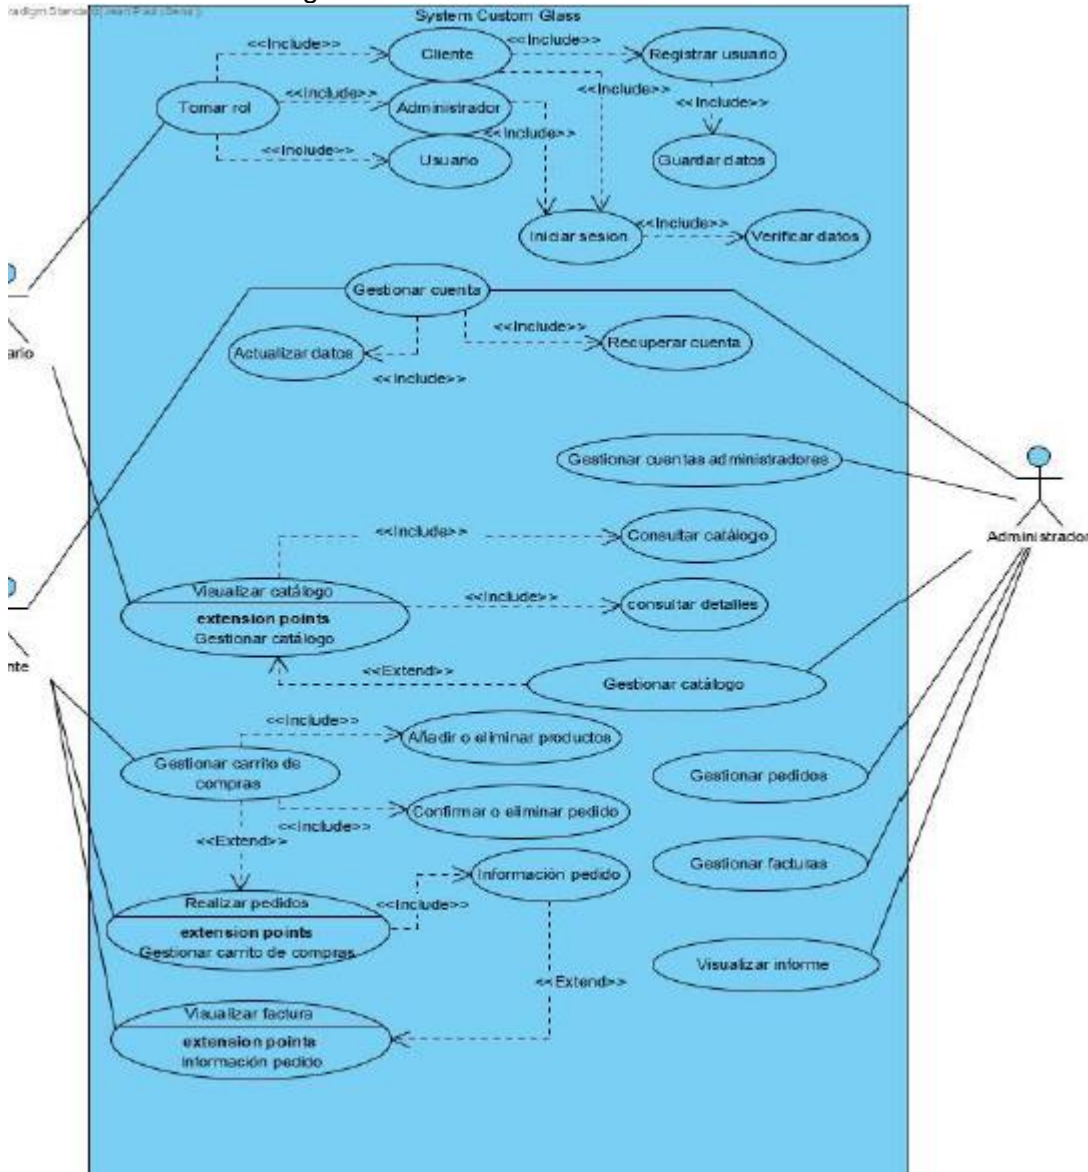 System Custom Glass
<<Include>>
Cliente
<<Include>>
Registrar usuario
<<Include>>
<<Include>>
Tomar rol
<<Include>>
Administrador
<<Include>>
<<Include>>
Usuario
<<Include>>
Guardar datos
Iniciar sesion
<<Include>>
Verificar datos
Gestionar cuenta
<<Include>>
Recuperar cuenta
Actualizar datos
<<Include>>
ario
Gestionar cuentas administradores
Administrador
<<Include>>
Consultar catálogo
Visualizar catálogo
extension points
Gestionar catálogo
<<Include>>
consultar detalles
<<Extend>>
Gestionar catálogo
nte
<<Include>>
Añadir o eliminar productos
Gestionar carrito de
compras
Gestionar pedidos
<<Include>>
Confirmar o eliminar pedido
<<Extend>>
Información pedido
Gestionar facturas
Realizar pedidos
extension points
Gestionar carrito de compras
<<Include>>
<<Extend>>
Visualizar informe
Visualizar factura
extension points
Información pedido